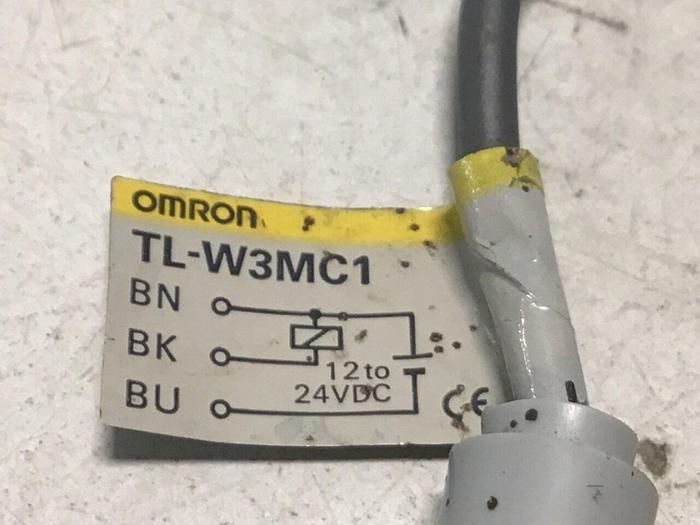 OMRON
TL-W3MC1
BN
BK
12 to
24VDC
BU
CE